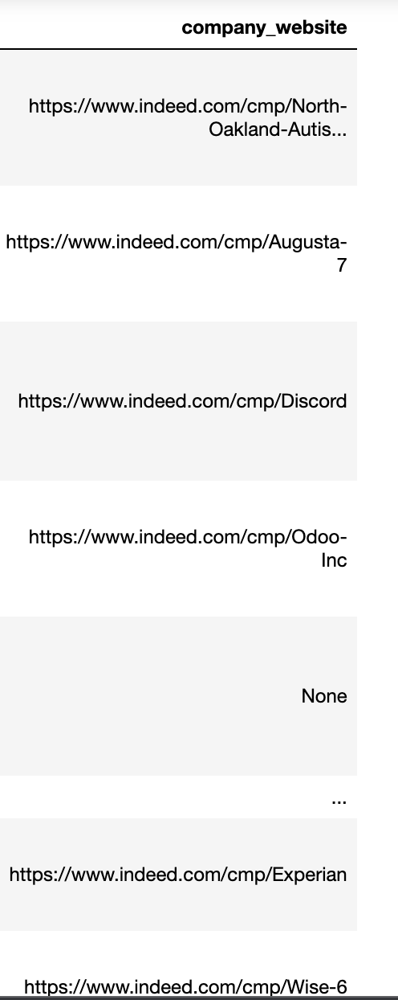 company_website
https://www.indeed.com/cmp/North-
Oakland-Autis...
https://www.indeed.com/cmp/Augusta-
7
https://www.indeed.com/cmp/Discord
https://www.indeed.com/cmp/Odoo-
Inc
None
...
https://www.indeed.com/cmp/Experian
https://www.indeed.com/cmp/Wise-6